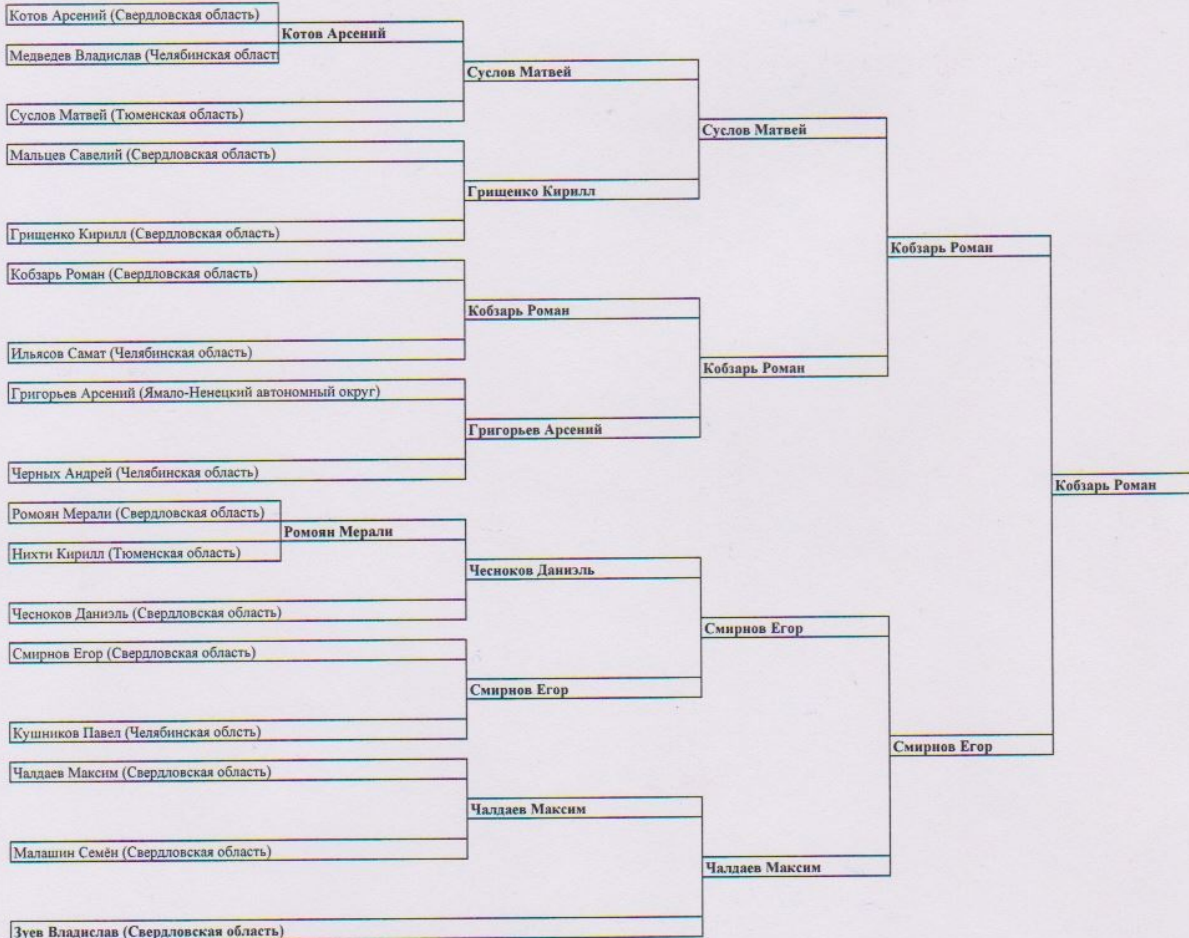 Котов Арсений (Свердловская область)
Котов Арсений
Медведев Владислав (Челябинская област
Суслов Матвей
Суслов Матвей (Тюменская область)
Суслов Матвей
Мальцев Савелий (Свердловская область)
Грищенко Кирилл
Грищенко Кирилл (Свердловская область)
Кобзарь Роман
Кобзарь Роман (Свердловская область)
Кобзарь Роман
Ильясов Самат (Челябинская область)
Кобзарь Роман
Григорьев Арсений (Ямало-Ненецкий автономный округ)
Григорьев Арсений
Черных Андрей (Челябинская область)
Кобзарь Роман
Ромоян Мерали (Свердловская область)
Ромоян Мерали
Нихти Кирилл (Тюменская область)
Чесноков Даниэль
Чесноков Даниэль (Свердловская область)
Смирнов Егор
Смирнов Егор (Свердловская область)
Смирнов Егор
Кушников Павел (Челябинская облсть)
Смирнов Егор
Чалдаев Максим (Свердловская область)
Чалдаев Максим
Малашин Семён (Свердловская область)
Чалдаев Максим
Зуев Владислав (Свердловская область)